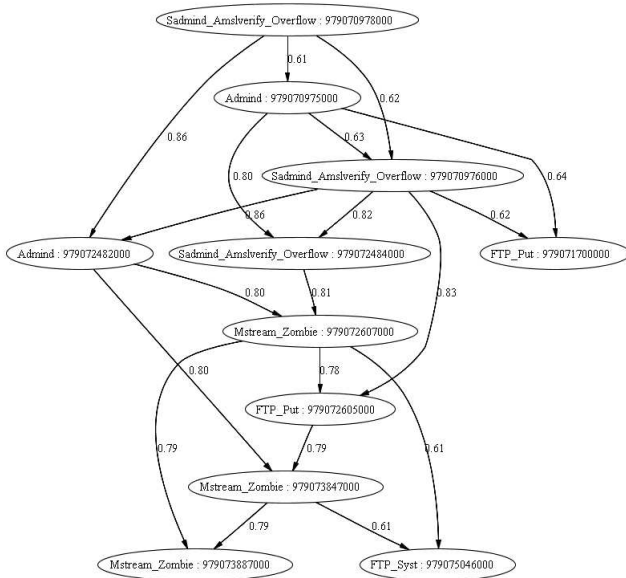 Sadmind_Amslverify_Overflow : 979070978000
0.61
Admind : 979070975000
0.62
0.86
0.63
0.80
0.64
Sadmind_Amslverify_Overflow : 979070976000
0.86
0.82
0.62
Admind : 979072482000
Sadmind_Amslverify_Overflow : 979072484000
FTP_Put : 979071700000
0.80
0.81
0.83
Mstream_Zombie : 979072607000
0.80
0.78
FTP_Put : 979072605000
0.79
0.79
0.61
Mstream_Zombie : 979073847000
0.79
0.61
Mstream_Zombie : 979073887000
FTP_Syst : 979075046000